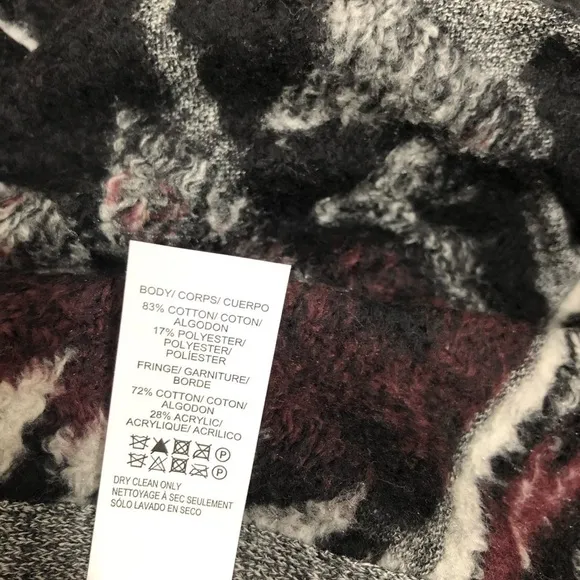 BODY/ CORPS/ CUERPO
83% COTTON/ COTON/
ALGODON
17% POLYESTER/
POLYESTER/
POLIESTER
FRINGE/ GARNITURE/
BORDE
72% COTTON/ COTON/
ALGODON
28% ACRYLIC/
ACRYLIQUE/ ACRILICO
P
P
DRY CLEAN ONLY
NETTOYAGE À SEC SEULEMENT
SÓLO LAVADO EN SECO